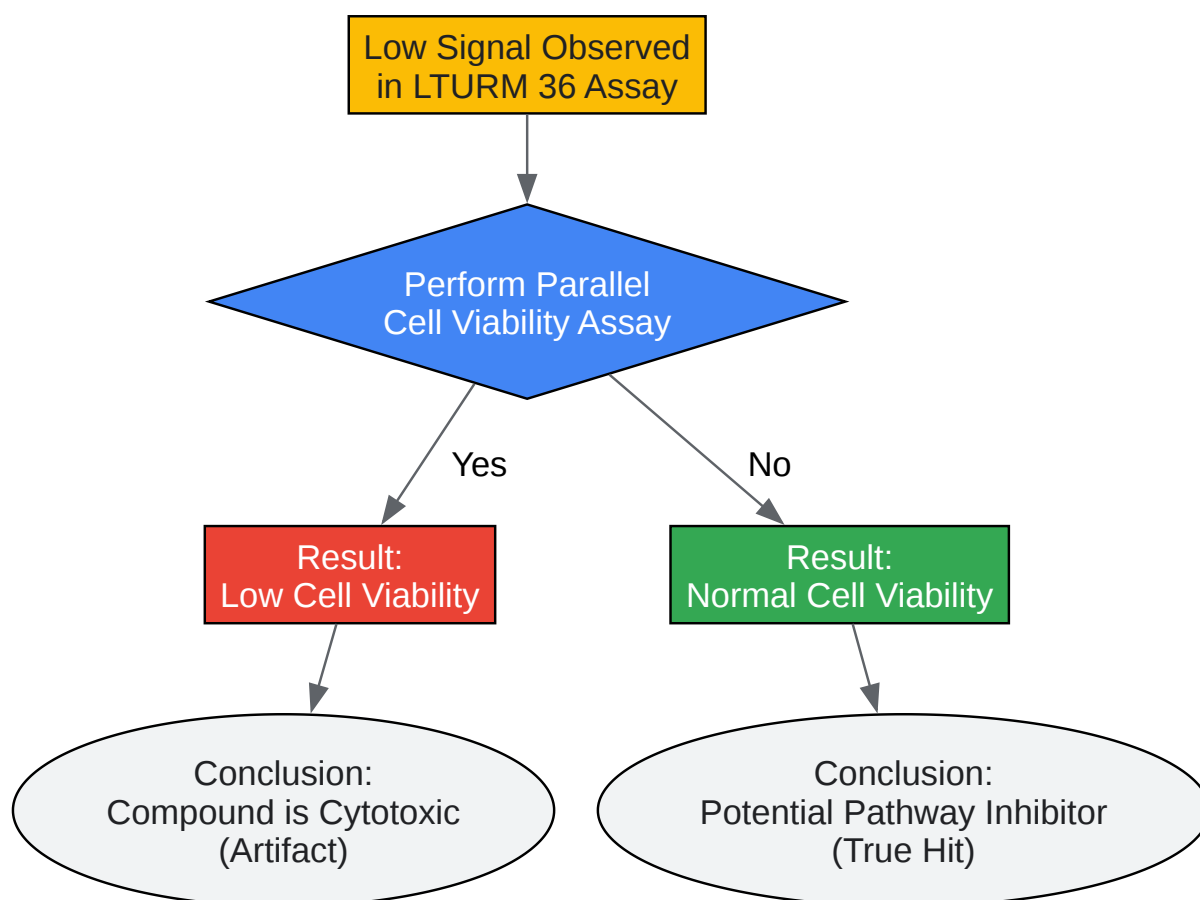 Low Signal Observed
in LTURM 36 Assay
Perform Parallel
Cell Viability Assay
Yes
No
Result:
Low Cell Viability
Result:
Normal Cell Viability
Conclusion:
Compound is Cytotoxic
(Artifact)
Conclusion:
Potential Pathway Inhibitor
(True Hit)